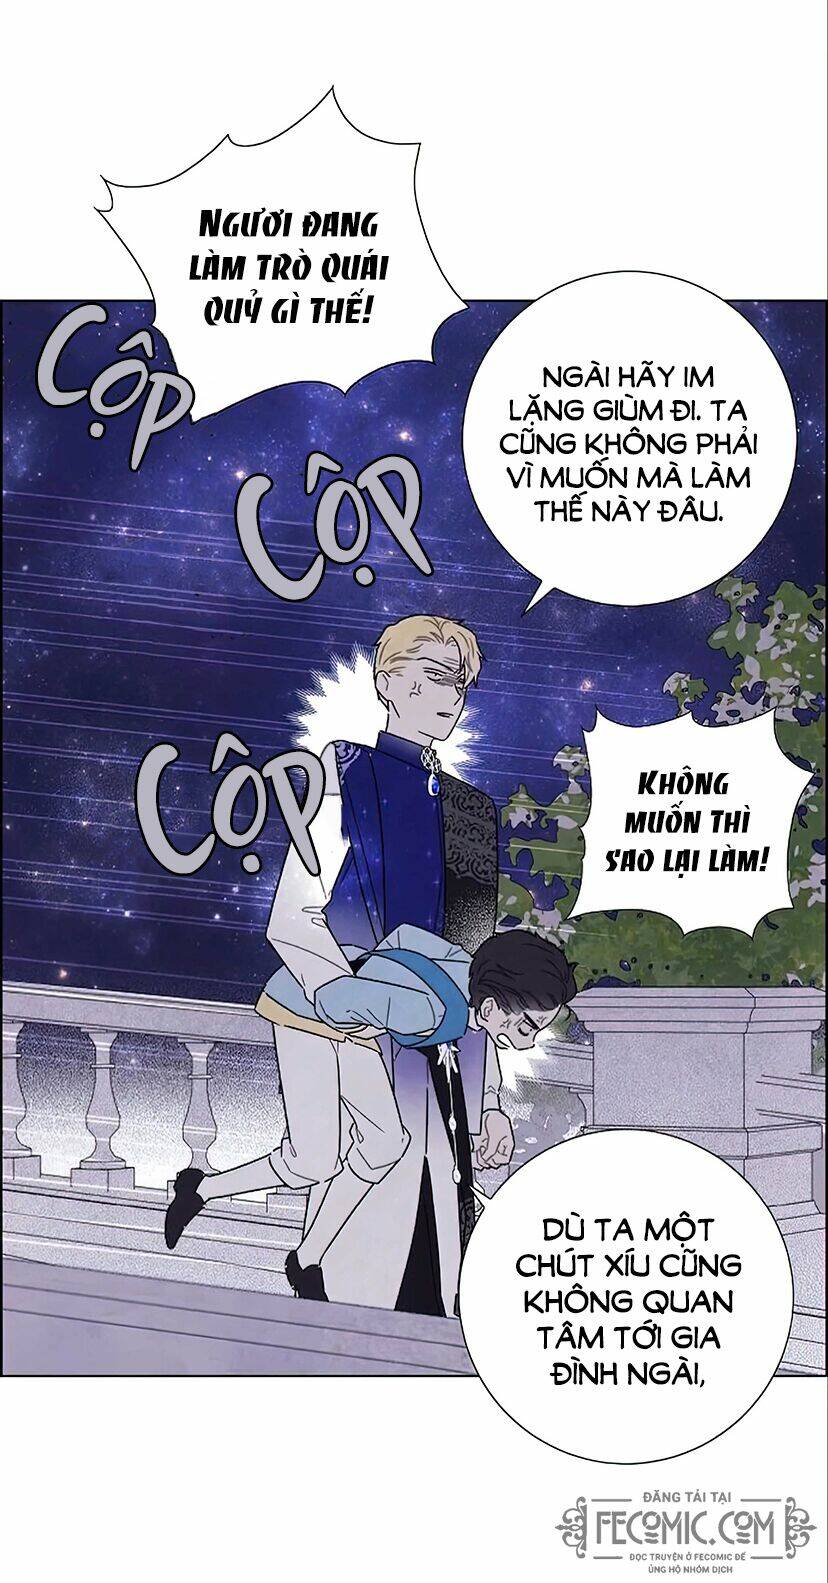 NGƯƠI ĐANG
LÀM TRÒ QUÁI
QUỶ GÌ THẾ!
CỘP
NGÀI HÃY IM
LẶNG GIÙM ĐI. TA
CŨNG KHÔNG PHẢI
VÌ MUỐN MÀ LÀM
THẾ NÀY ĐÂU.
CỘP
CỘP
KHÔNG
MUỐN THÌ
SAO LẠI LÀM!
DÙ TA MỘT
CHÚT XÍU CŨNG
KHÔNG QUAN
TÂM TỚI GIA
ĐÌNH NGÀI,
ĐĂNG TẢI TẠI
FECOMIC.COM
ĐỌC TRUYỆN Ở FECOMIC ĐỂ
ỦNG HỘ NHÓM DỊCH